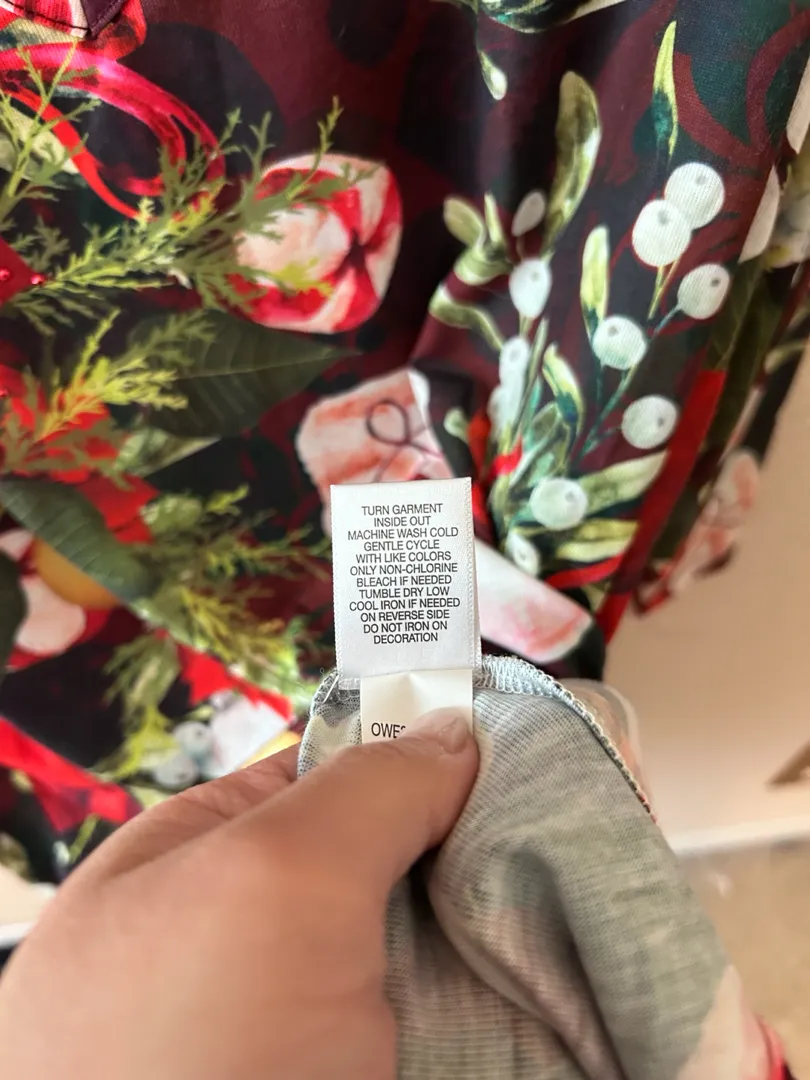 TURN GARMENT
INSIDE OUT
MACHINE WASH COLD
GENTLE CYCLE
WITH LIKE COLORS
ONLY NON-CHLORINE
BLEACH IF NEEDED
TUMBLE DRY LOW
COOL IRON IF NEEDED
ON REVERSE SIDE
DO NOT IRON ON
DECORATION